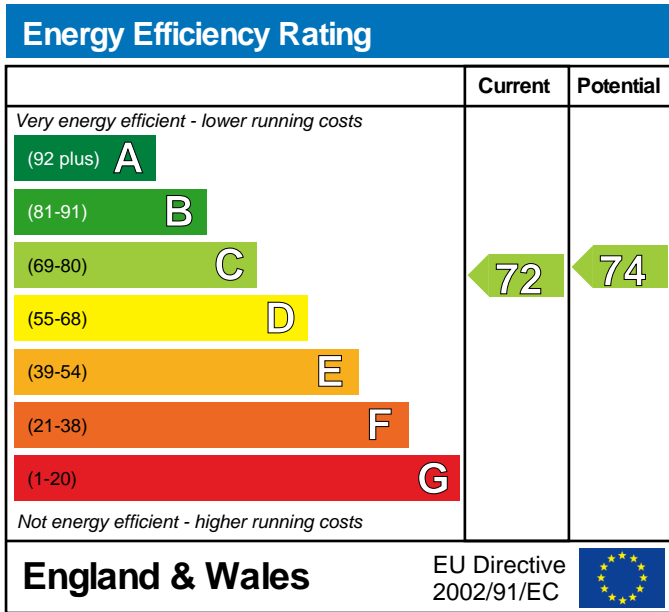 Energy Efficiency Rating
Current Potential
Very energy efficient - lower running costs
(92 plus) A
(81-91) B
(69-80) C 72 74
(55-68) D
(39-54) E
(21-38) F
(1-20) G
Not energy efficient - higher running costs
England & Wales
EU Directive
2002/91/EC